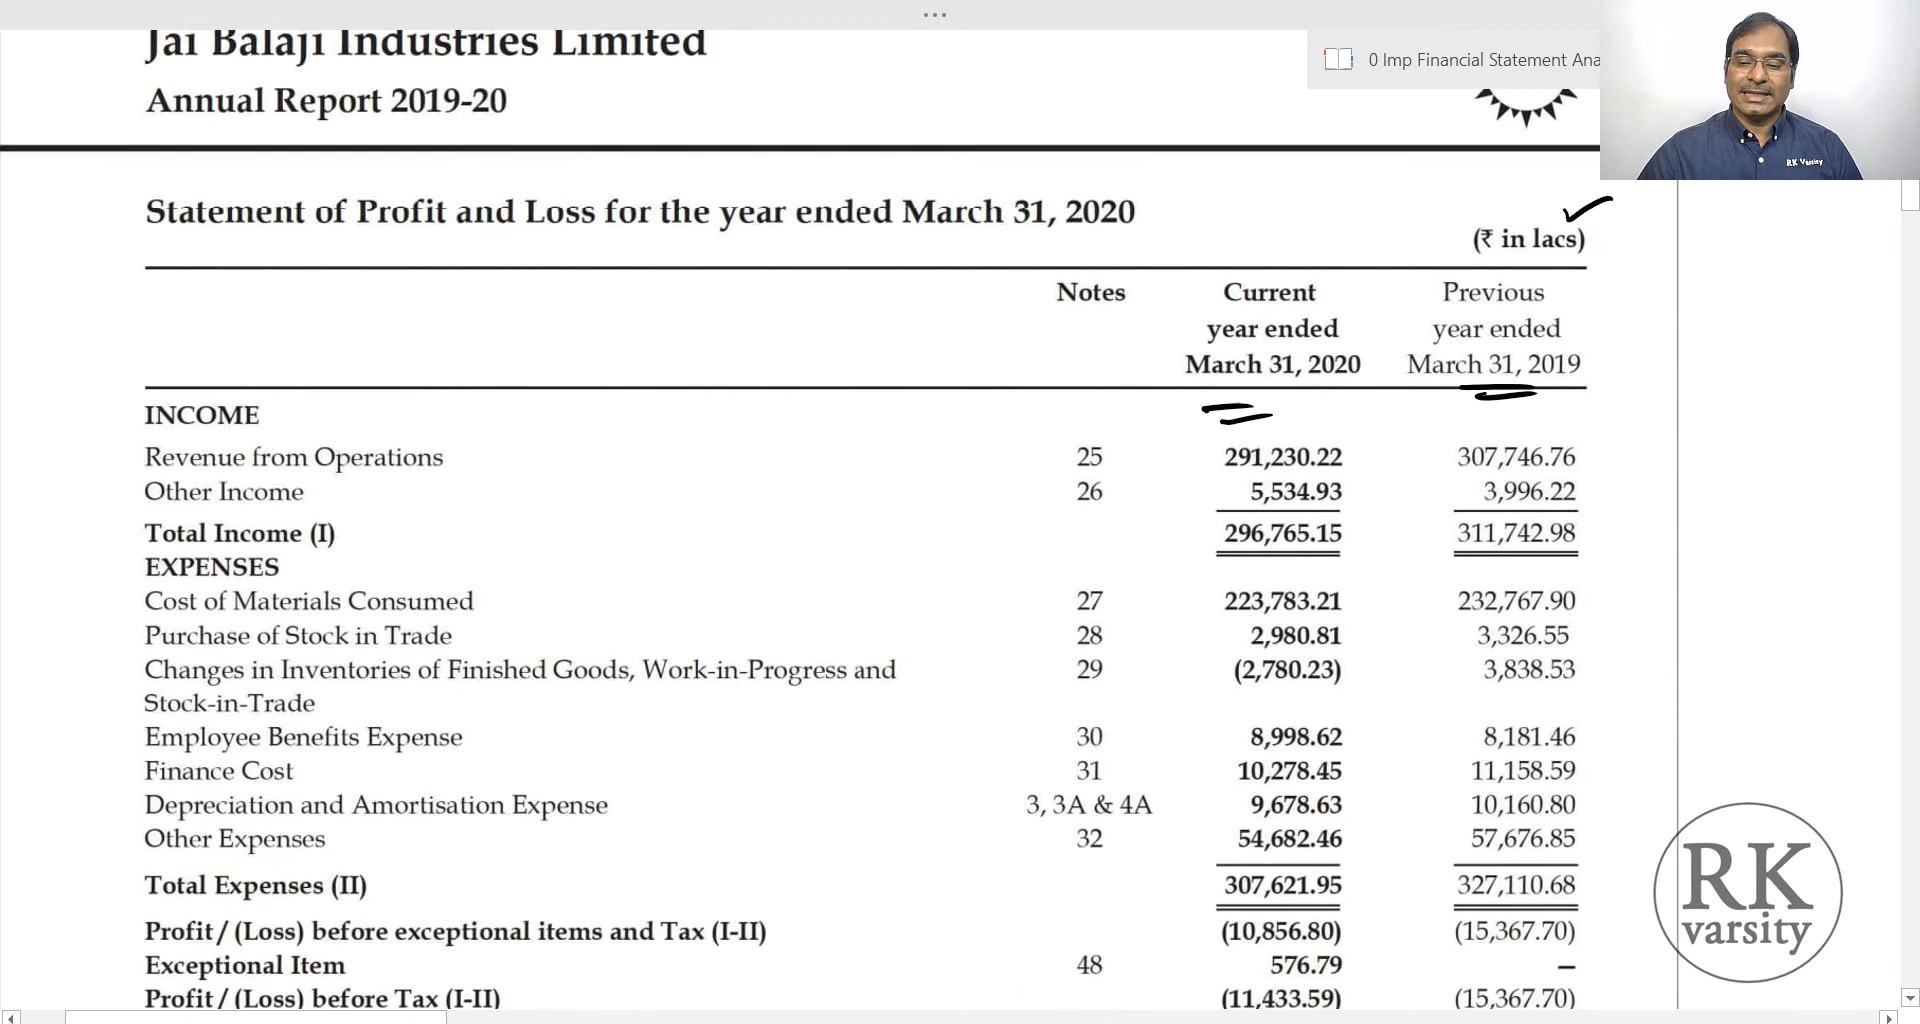 Jai Balaji Industries Limited
Annual Report 2019-20
0 Imp Financial Statement Ana
RK Varsity
Statement of Profit and Loss for the year ended March 31, 2020
(₹ in lacs)
Notes Current year ended March 31, 2020 Previous year ended March 31, 2019
INCOME
Revenue from Operations 25 291,230.22 307,746.76
Other Income 26 5,534.93 3,996.22
Total Income (I) 296,765.15 311,742.98
EXPENSES
Cost of Materials Consumed 27 223,783.21 232,767.90
Purchase of Stock in Trade 28 2,980.81 3,326.55
Changes in Inventories of Finished Goods, Work-in-Progress and 29 (2,780.23) 3,838.53
Stock-in-Trade
Employee Benefits Expense 30 8,998.62 8,181.46
Finance Cost 31 10,278.45 11,158.59
Depreciation and Amortisation Expense 3, 3A & 4A 9,678.63 10,160.80
Other Expenses 32 54,682.46 57,676.85
Total Expenses (II) 307,621.95 327,110.68
Profit / (Loss) before exceptional items and Tax (I-II) (10,856.80) (15,367.70)
Exceptional Item 48 576.79 –
Profit / (Loss) before Tax (I-II) (11,433.59) (15,367.70)
RK
varsity